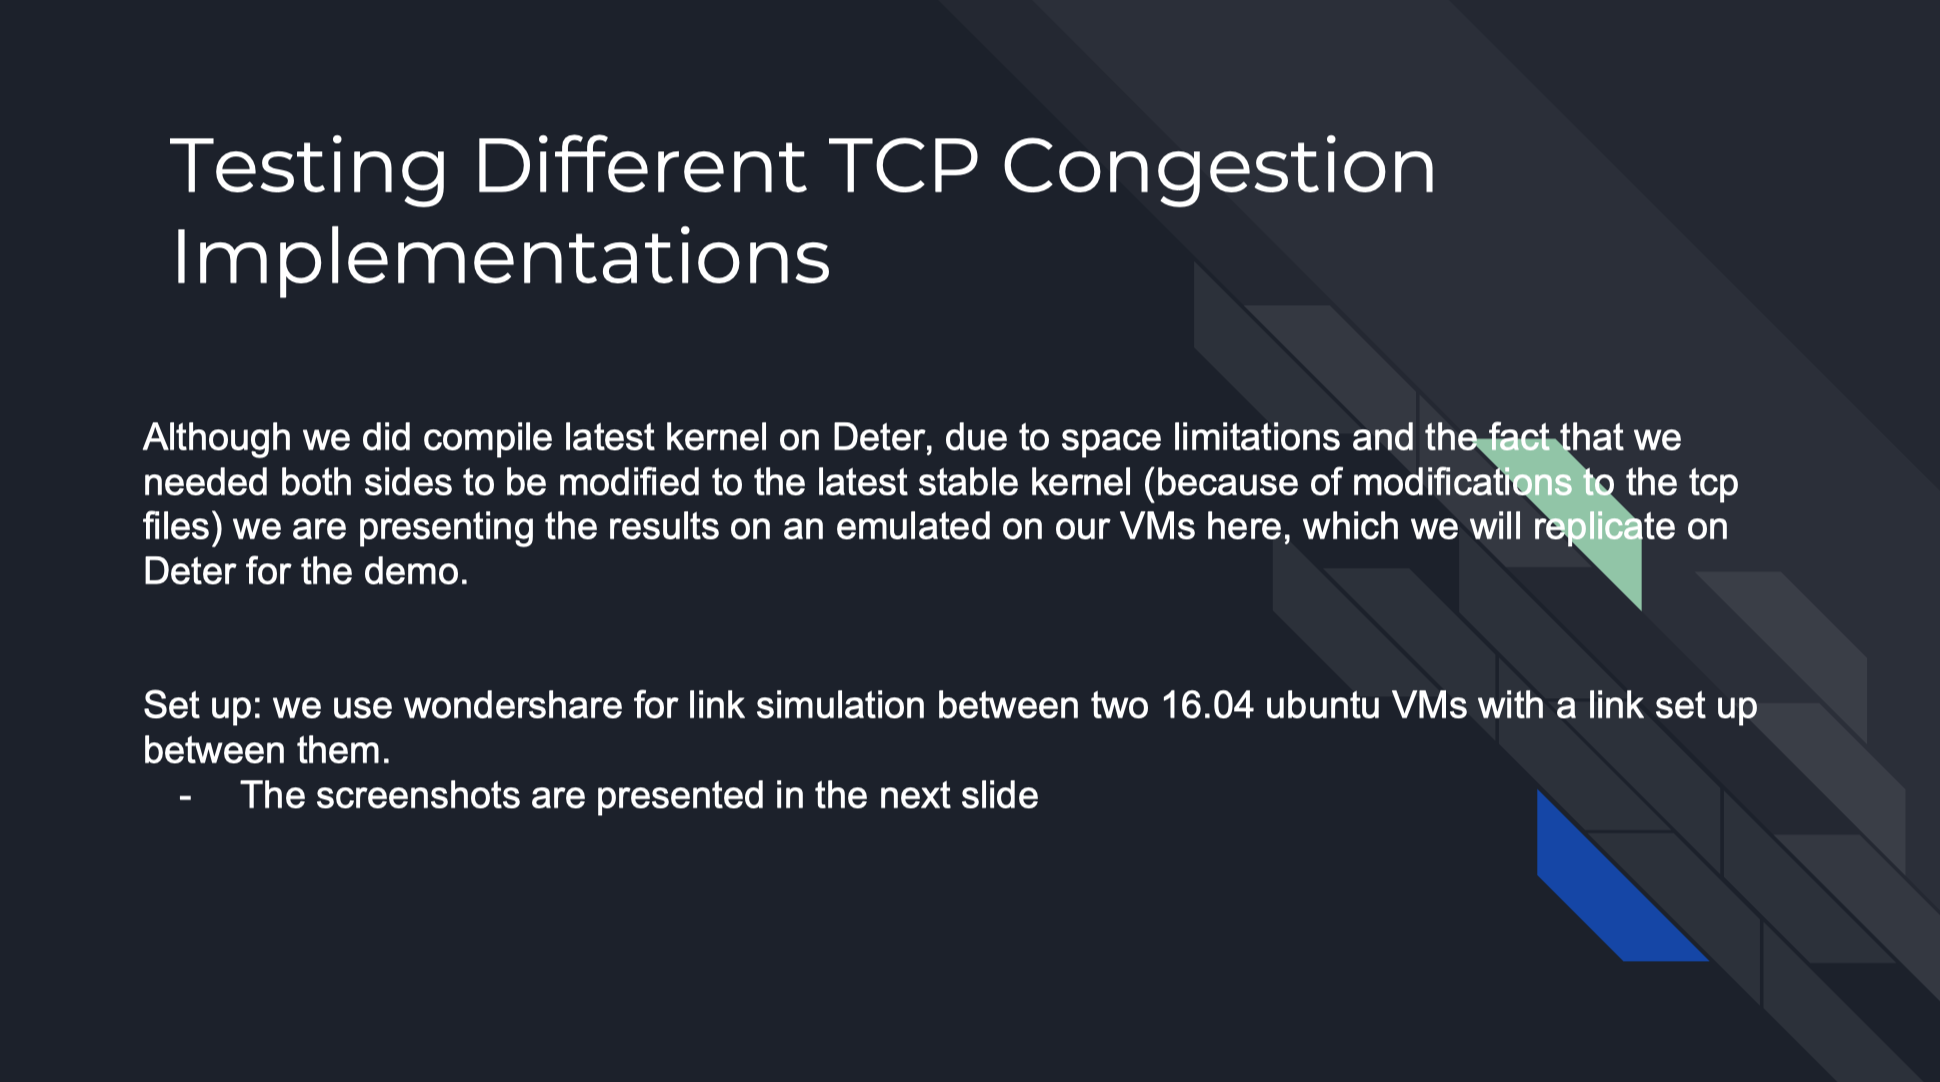 Testing Different TCP Congestion
Implementations
Although we did compile latest kernel on Deter, due to space limitations and the fact that we
needed both sides to be modified to the latest stable kernel (because of modifications to the tcp
files) we are presenting the results on an emulated on our VMs here, which we will replicate on
Deter for the demo.
Set up: we use wondershare for link simulation between two 16.04 ubuntu VMs with a link set up
between them.
- The screenshots are presented in the next slide